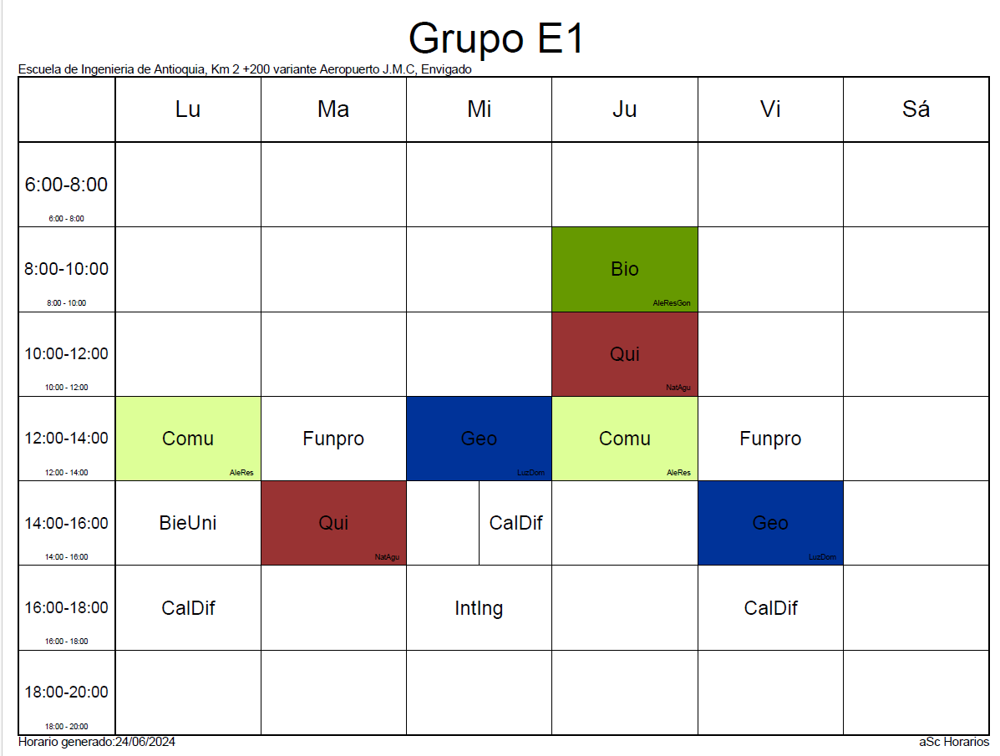 Grupo E1
Escuela de Ingenieria de Antioquia, Km 2 +200 variante Aeropuerto J.M.C, Envigado
Lu Ma Mi Ju Vi Sá
6:00-8:00
6:00 - 8:00
8:00-10:00 Bio
8:00 - 10:00 AleResGon
10:00-12:00 Qui
10:00 - 12:00 NatAgu
12:00-14:00 Comu Funpro Geo Comu Funpro
12:00 - 14:00 AleRes LuzDom AleRes
14:00-16:00 BieUni Qui CalDif Geo
14:00 - 16:00 NatAgu LuzDom
16:00-18:00 CalDif IntIng CalDif
16:00 - 18:00
18:00-20:00
18:00 - 20:00
Horario generado:24/06/2024 aSc Horarios